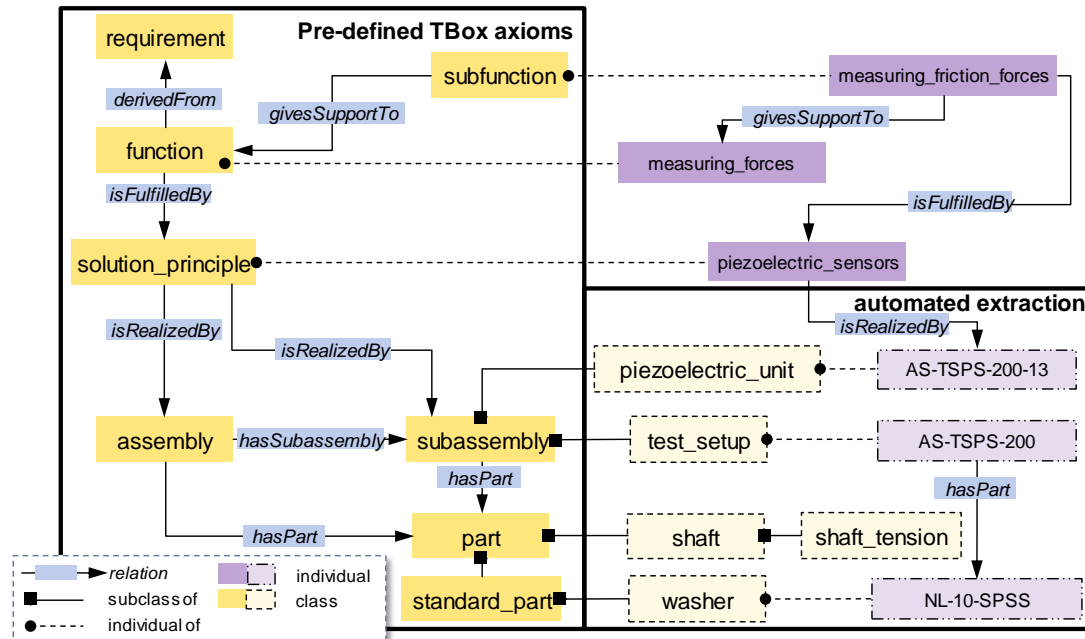 Pre-defined TBox axioms
requirement
subfunction
measuring_friction_forces
derivedFrom
givesSupportTo
givesSupportTo
function
measuring_forces
isFulfilledBy
isFulfilledBy
solution_principle
piezoelectric_sensors
automated extraction
isRealizedBy
isRealizedBy
isRealizedBy
piezoelectric_unit
AS-TSPS-200-13
assembly
hasSubassembly
subassembly
test_setup
AS-TSPS-200
hasPart
hasPart
hasPart
part
shaft
shaft_tension
standard_part
washer
NL-10-SPSS
relation
individual
subclass of
class
individual of